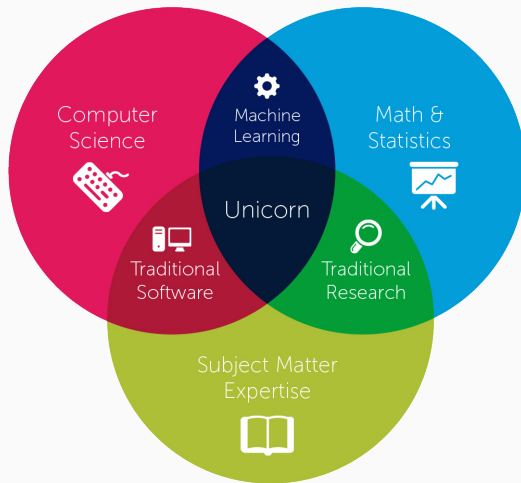 Computer
Science
Machine
Learning
Math &
Statistics
Unicorn
Traditional
Software
Traditional
Research
Subject Matter
Expertise